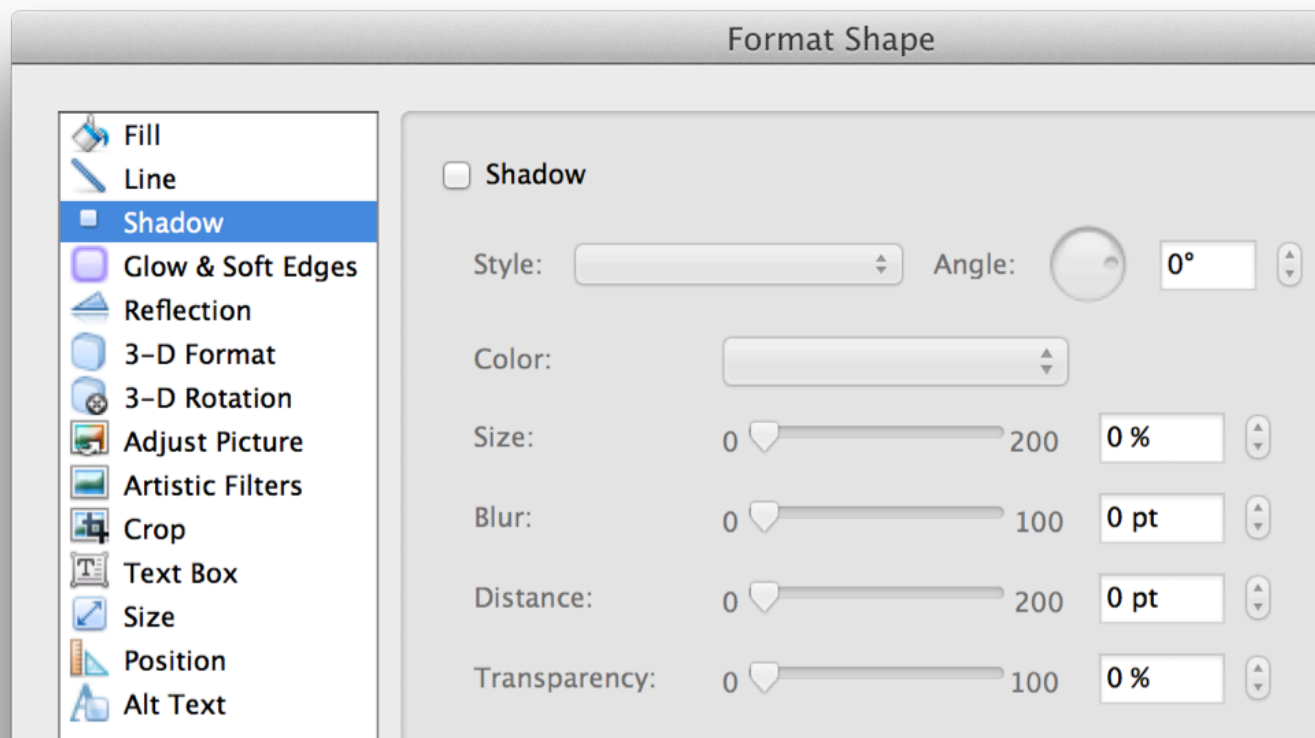 Format Shape
Fill
Line
Shadow
Glow & Soft Edges
Reflection
3-D Format
3-D Rotation
Adjust Picture
Artistic Filters
Crop
Text Box
Size
Position
Alt Text
Shadow
Style: Angle: 0°
Color:
Size: 0 200 0 %
Blur: 0 100 0 pt
Distance: 0 200 0 pt
Transparency: 0 100 0 %